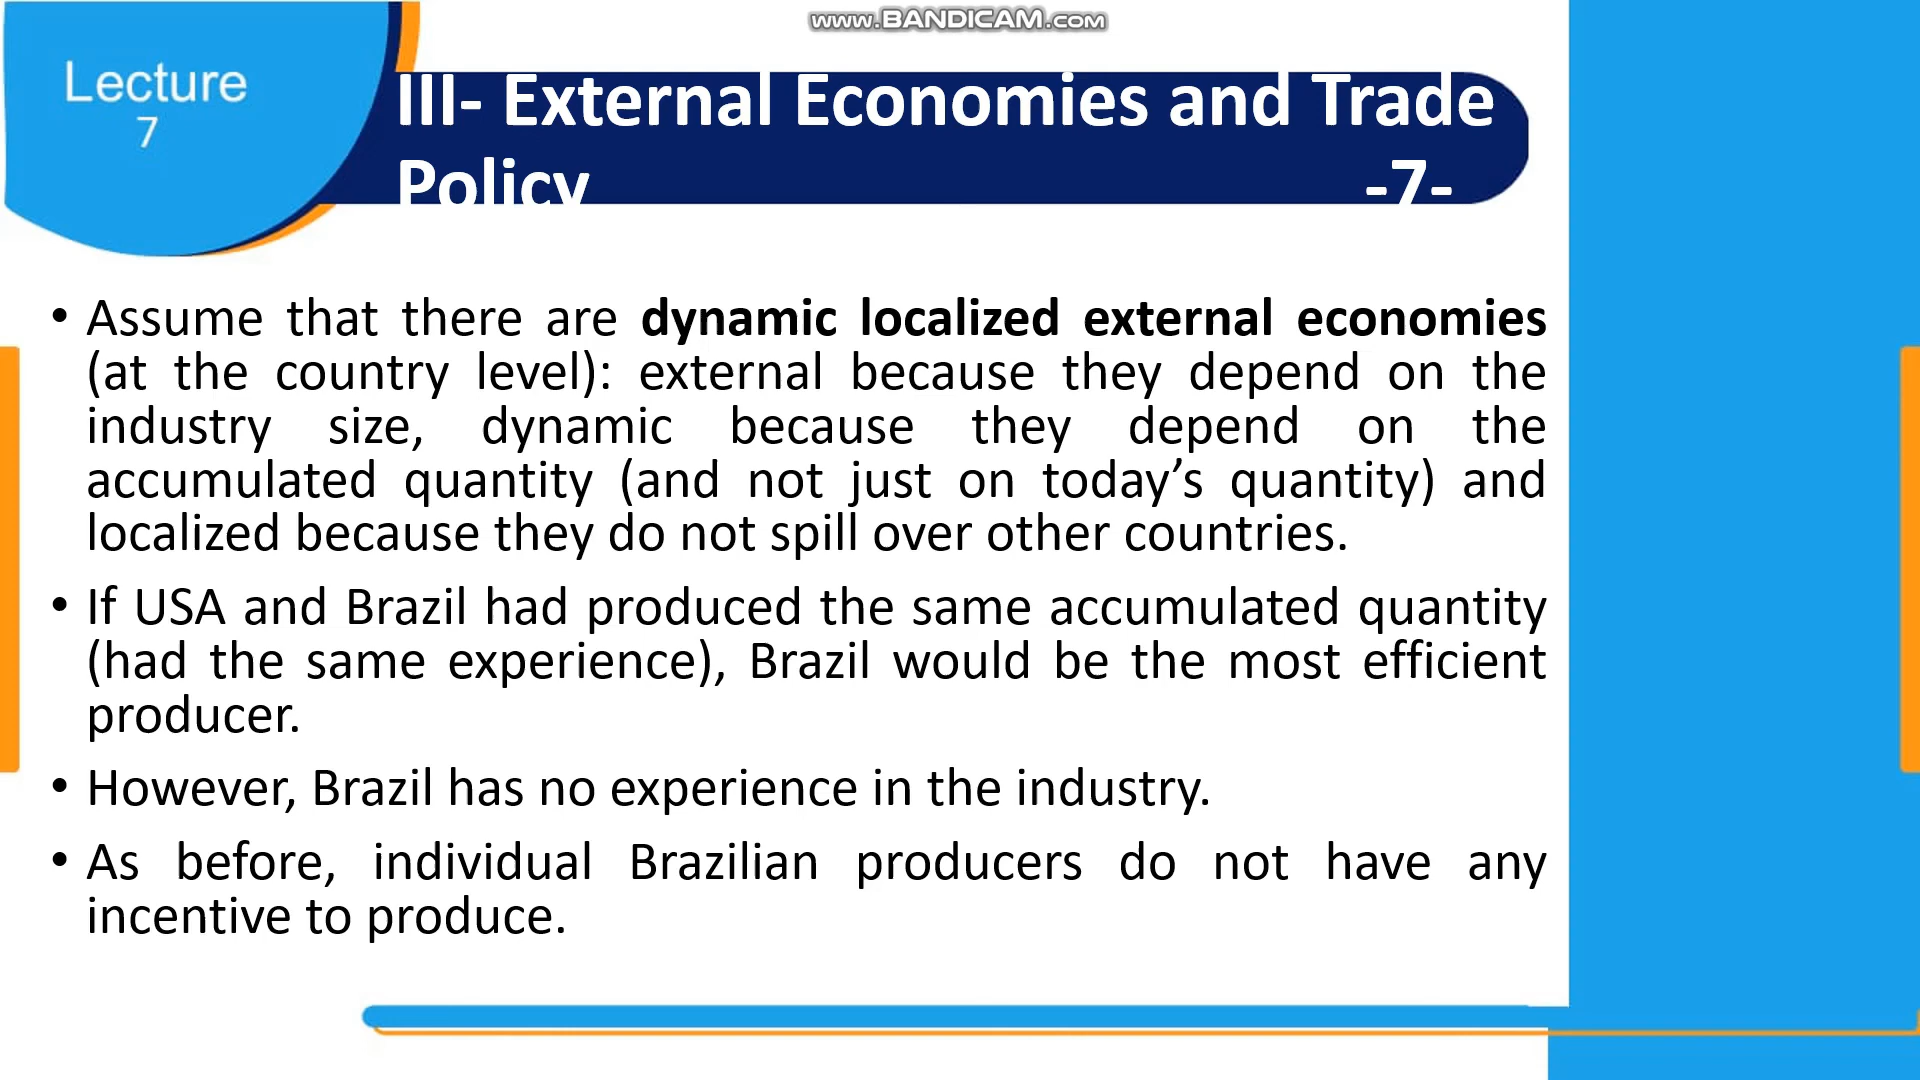 www.BANDICAM.com
Lecture
7
III- External Economies and Trade
Policy -7-
• Assume that there are dynamic localized external economies
(at the country level): external because they depend on the
industry size, dynamic because they depend on the
accumulated quantity (and not just on today’s quantity) and
localized because they do not spill over other countries.
• If USA and Brazil had produced the same accumulated quantity
(had the same experience), Brazil would be the most efficient
producer.
• However, Brazil has no experience in the industry.
• As before, individual Brazilian producers do not have any
incentive to produce.